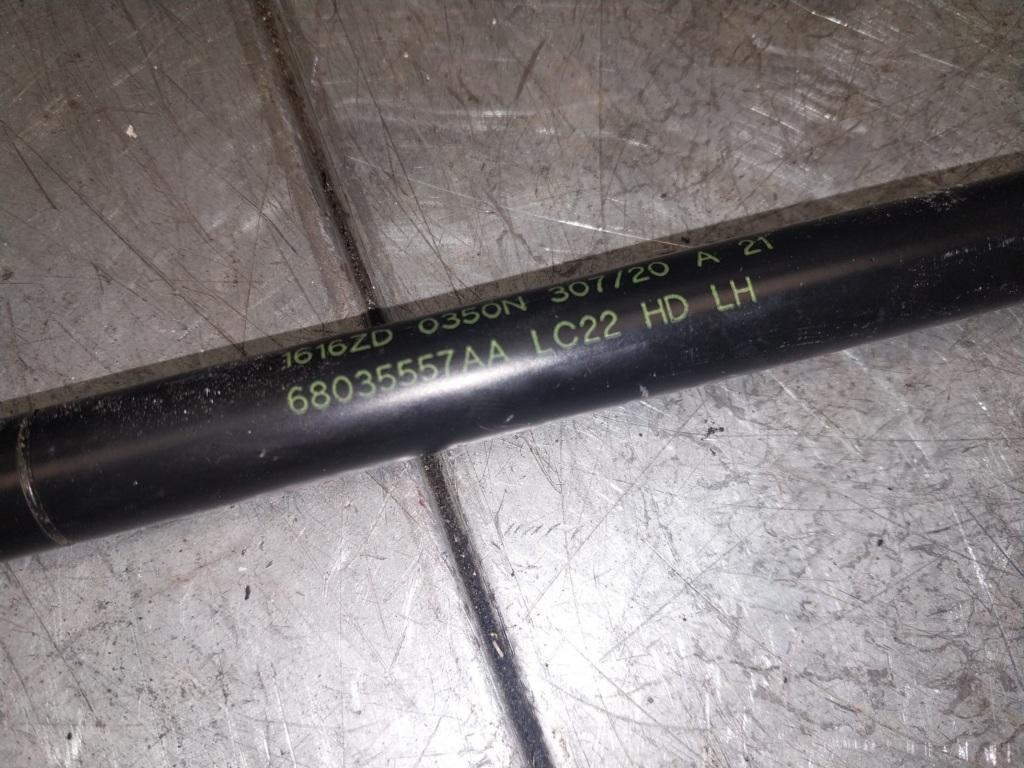 1616ZD 0350N 307/20 A 21
68035557AA LC22 HD LH